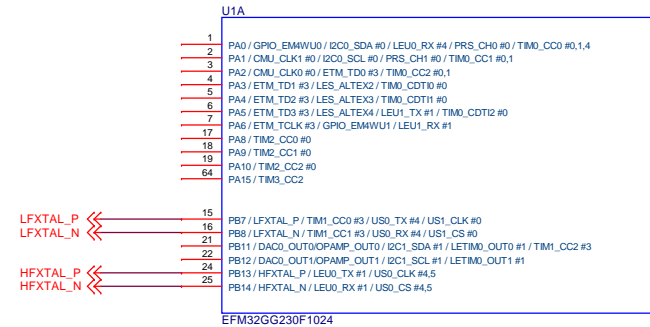 U1A
1 PA0 / GPIO_EM4WU0 / I2C0_SDA #0 / LEU0_RX #4 / PRS_CH0 #0 / TIM0_CC0 #0,1,4
2 PA1 / CMU_CLK1 #0 / I2C0_SCL #0 / PRS_CH1 #0 / TIM0_CC1 #0,1
3 PA2 / CMU_CLK0 #0 / ETM_TD0 #3 / TIM0_CC2 #0,1
4 PA3 / ETM_TD1 #3 / LES_ALTEX2 / TIM0_CDTI0 #0
5 PA4 / ETM_TD2 #3 / LES_ALTEX3 / TIM0_CDTI1 #0
6 PA5 / ETM_TD3 #3 / LES_ALTEX4 / LEU1_TX #1 / TIM0_CDTI2 #0
7 PA6 / ETM_TCLK #3 / GPIO_EM4WU1 / LEU1_RX #1
17 PA8 / TIM2_CC0 #0
18 PA9 / TIM2_CC1 #0
19 PA10 / TIM2_CC2 #0
64 PA15 / TIM3_CC2
LFXTAL_P 15 PB7 / LFXTAL_P / TIM1_CC0 #3 / US0_TX #4 / US1_CLK #0
LFXTAL_N 16 PB8 / LFXTAL_N / TIM1_CC1 #3 / US0_RX #4 / US1_CS #0
21 PB11 / DAC0_OUT0/OPAMP_OUT0 / I2C1_SDA #1 / LETIM0_OUT0 #1 / TIM1_CC2 #3
22 PB12 / DAC0_OUT1/OPAMP_OUT1 / I2C1_SCL #1 / LETIM0_OUT1 #1
HFXTAL_P 24 PB13 / HFXTAL_P / LEU0_TX #1 / US0_CLK #4,5
HFXTAL_N 25 PB14 / HFXTAL_N / LEU0_RX #1 / US0_CS #4,5
EFM32GG230F1024